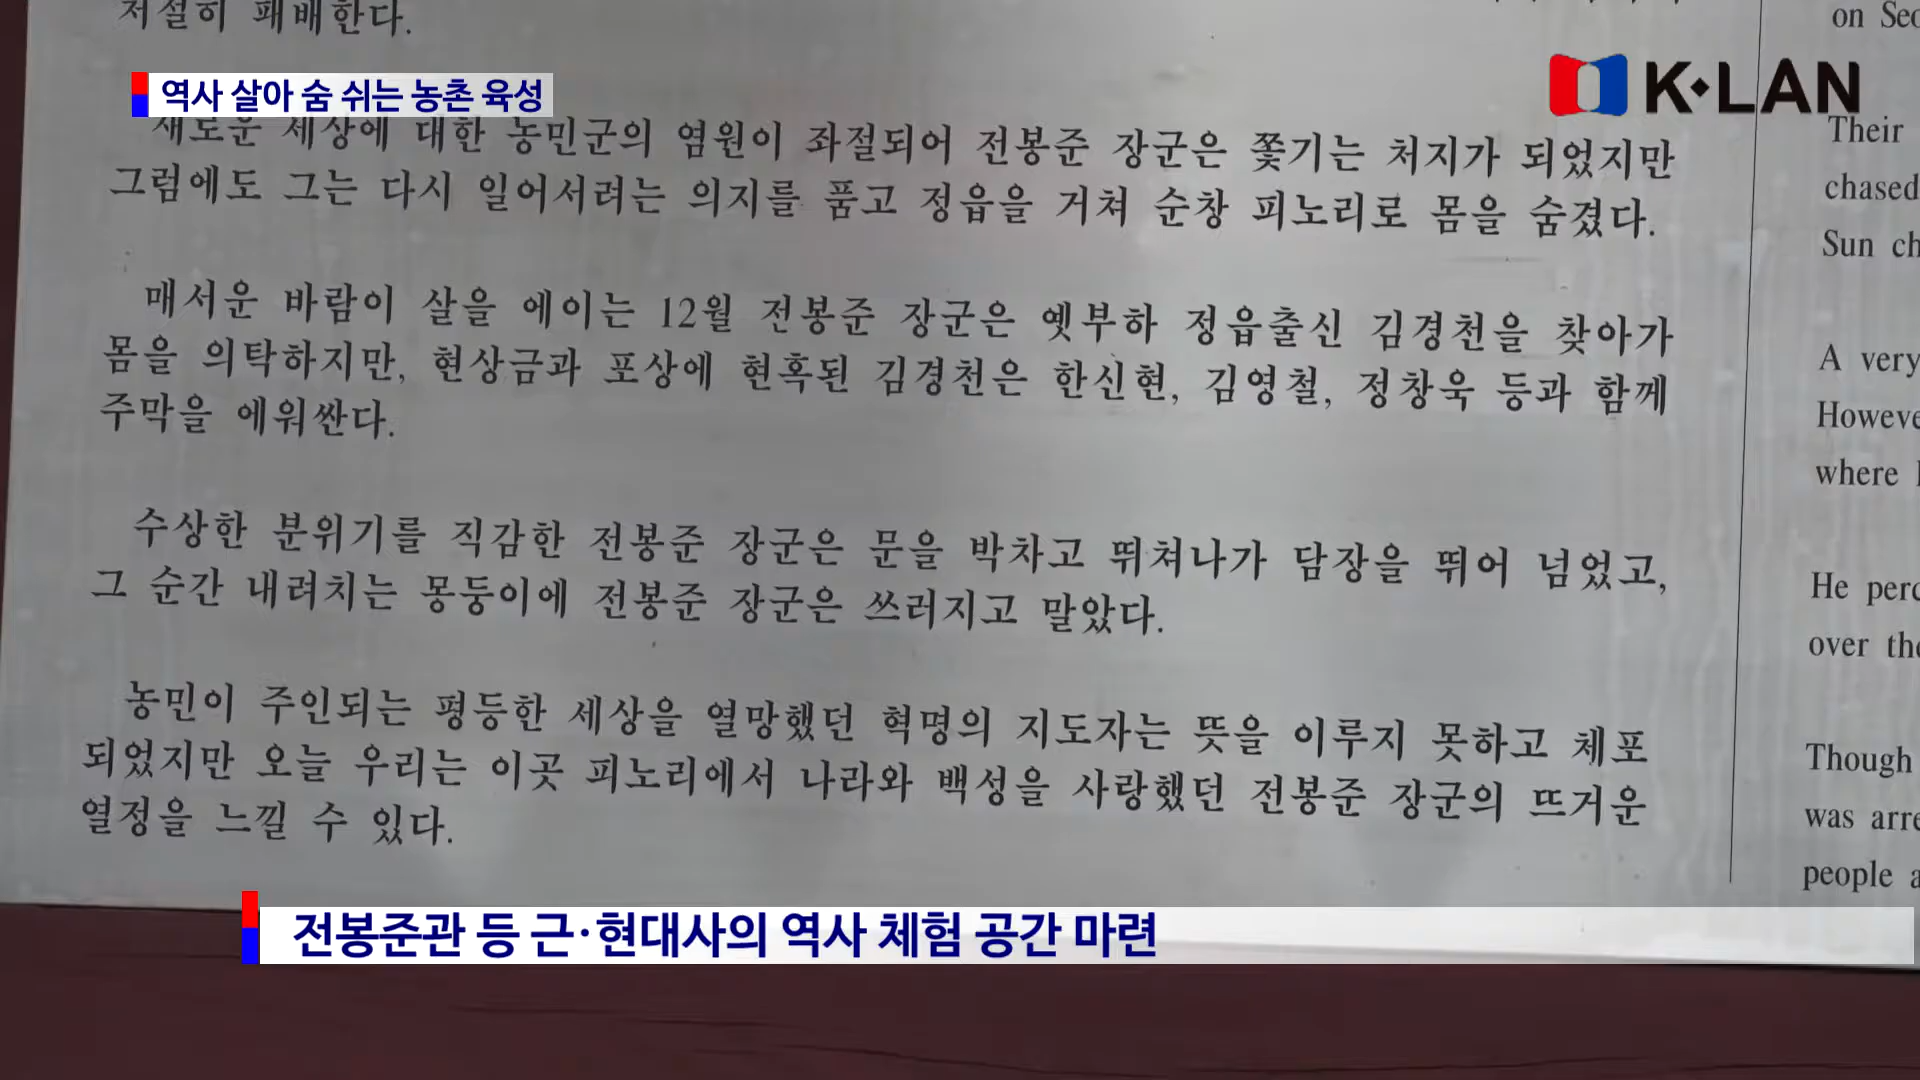 처절히 패배한다.
역사 살아 숨 쉬는 농촌 육성
K·LAN
새로운 세상에 대한 농민군의 염원이 좌절되어 전봉준 장군은 쫓기는 처지가 되었지만
그럼에도 그는 다시 일어서려는 의지를 품고 정읍을 거쳐 순창 피노리로 몸을 숨겼다.
매서운 바람이 살을 에이는 12월 전봉준 장군은 옛부하 정읍출신 김경천을 찾아가
몸을 의탁하지만, 현상금과 포상에 현혹된 김경천은 한신현, 김영철, 정창욱 등과 함께
주막을 에워싼다.
수상한 분위기를 직감한 전봉준 장군은 문을 박차고 뛰쳐나가 담장을 뛰어 넘었고,
그 순간 내려치는 몽둥이에 전봉준 장군은 쓰러지고 말았다.
농민이 주인되는 평등한 세상을 열망했던 혁명의 지도자는 뜻을 이루지 못하고 체포
되었지만 오늘 우리는 이곳 피노리에서 나라와 백성을 사랑했던 전봉준 장군의 뜨거운
열정을 느낄 수 있다.
on
Their
chased
Sun
A very
where
He
over
Though
was
people
전봉준관 등 근·현대사의 역사 체험 공간 마련